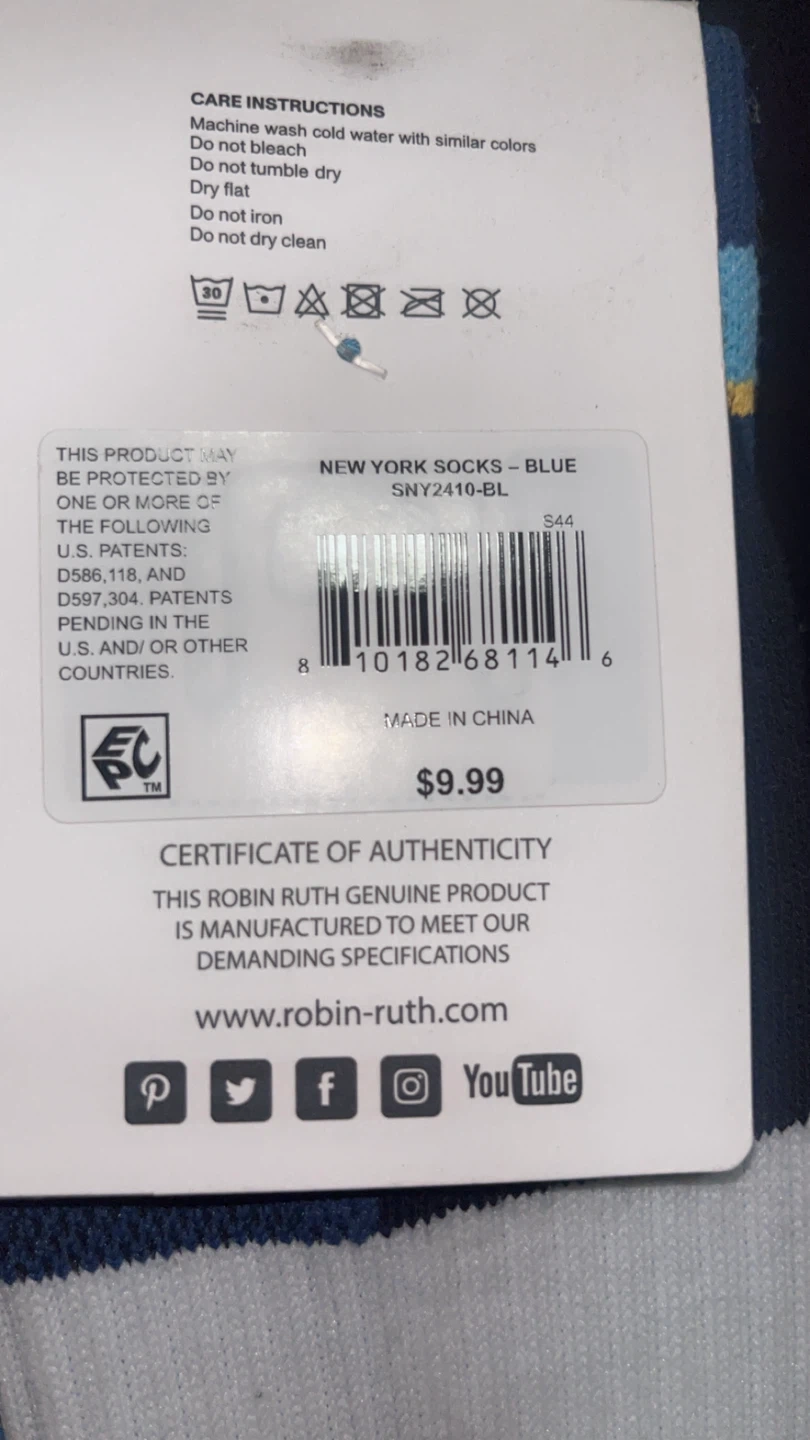 CARE INSTRUCTIONS
Machine wash cold water with similar colors
Do not bleach
Do not tumble dry
Dry flat
Do not iron
Do not dry clean
30
THIS PRODUCT MAY
BE PROTECTED BY
ONE OR MORE OF
THE FOLLOWING
U.S. PATENTS:
D586,118, AND
D597,304. PATENTS
PENDING IN THE
U.S. AND/ OR OTHER
COUNTRIES.
EPC TM
NEW YORK SOCKS – BLUE
SNY2410-BL
S44
8 10182 68114 6
MADE IN CHINA
$9.99
CERTIFICATE OF AUTHENTICITY
THIS ROBIN RUTH GENUINE PRODUCT
IS MANUFACTURED TO MEET OUR
DEMANDING SPECIFICATIONS
www.robin-ruth.com
YouTube